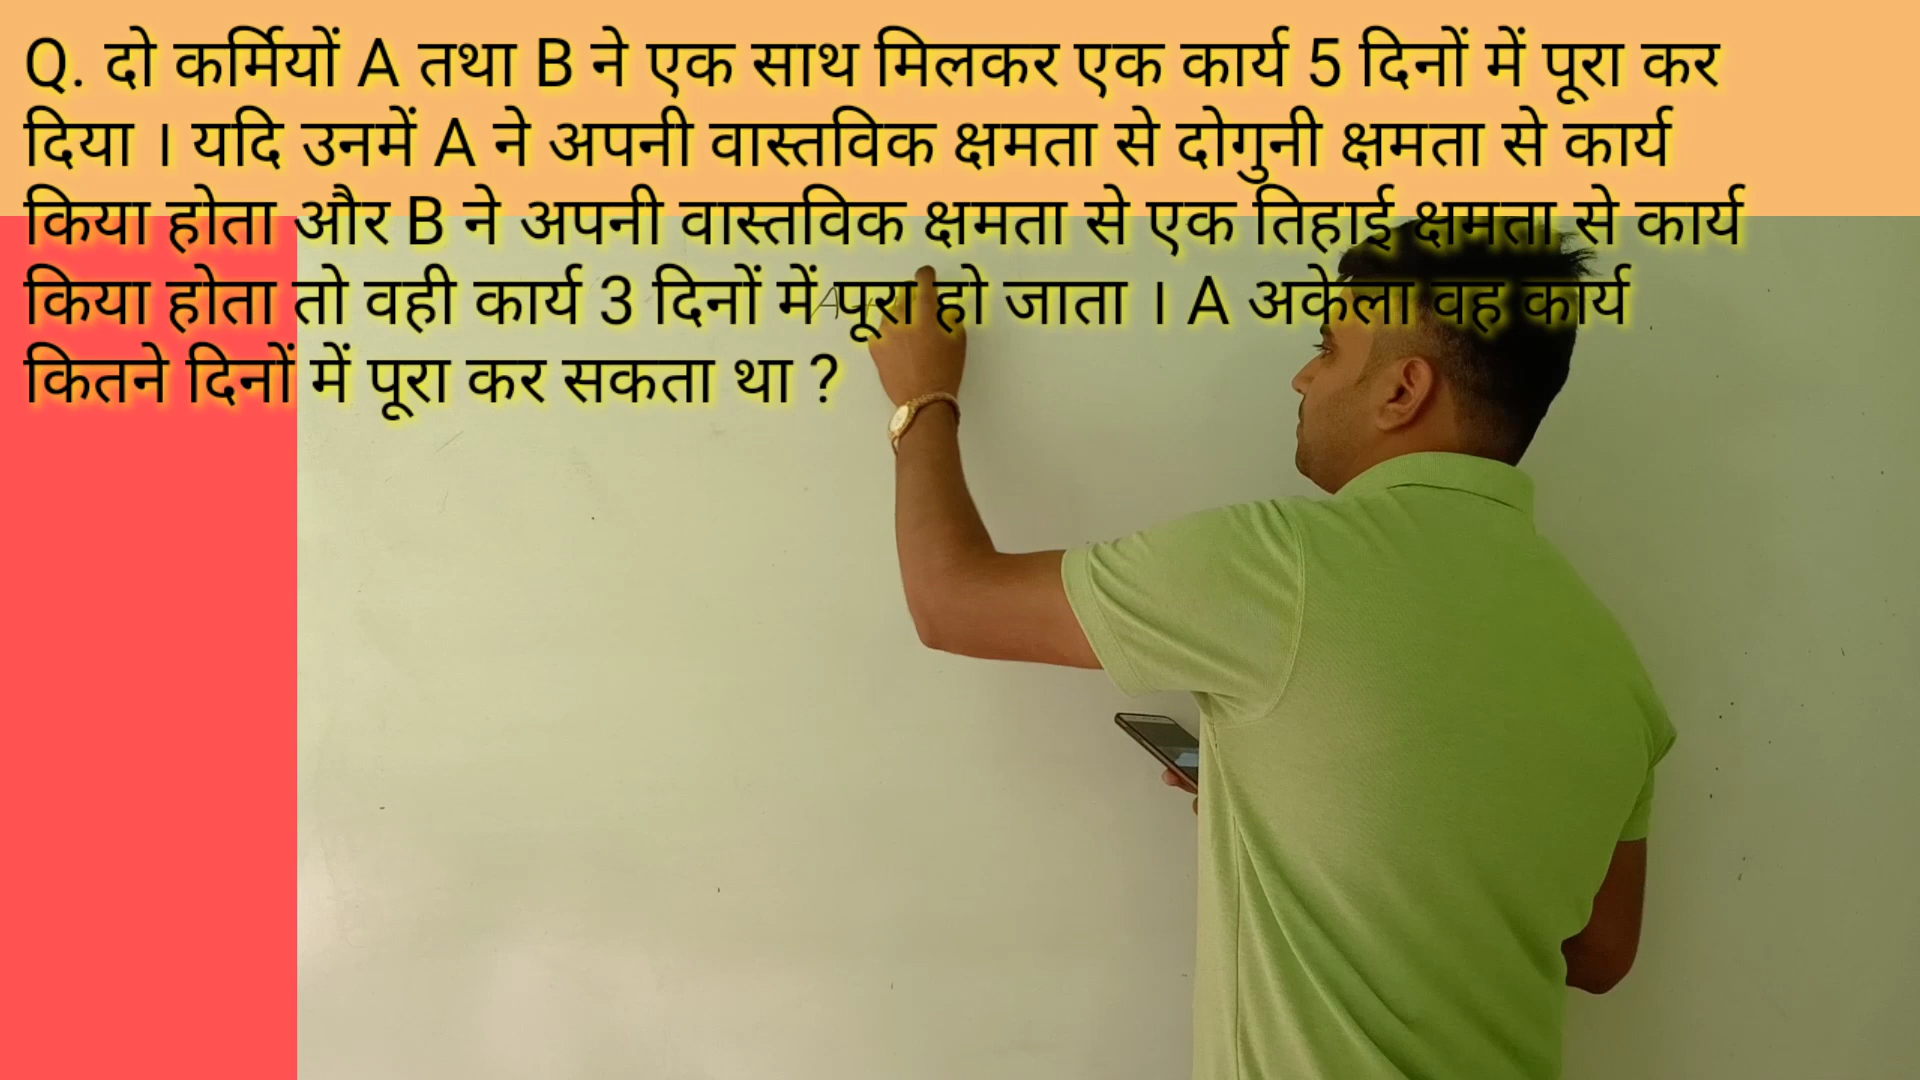 Q. दो कर्मियों A तथा B ने एक साथ मिलकर एक कार्य 5 दिनों में पूरा कर
दिया । यदि उनमें A ने अपनी वास्तविक क्षमता से दोगुनी क्षमता से कार्य
किया होता और B ने अपनी वास्तविक क्षमता से एक तिहाई क्षमता से कार्य
किया होता तो वही कार्य 3 दिनों में पूरा हो जाता । A अकेला वह कार्य
कितने दिनों में पूरा कर सकता था ?